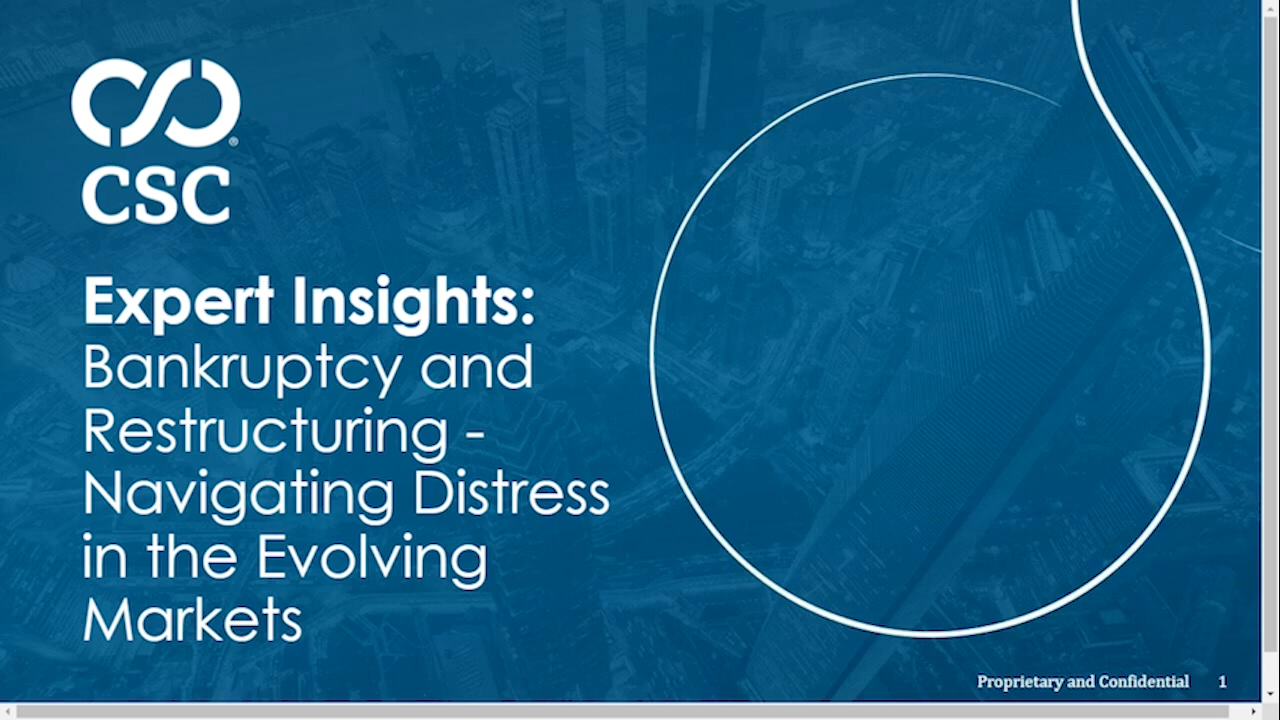 CSC
Expert Insights:
Bankruptcy and
Restructuring -
Navigating Distress
in the Evolving
Markets
Proprietary and Confidential 1